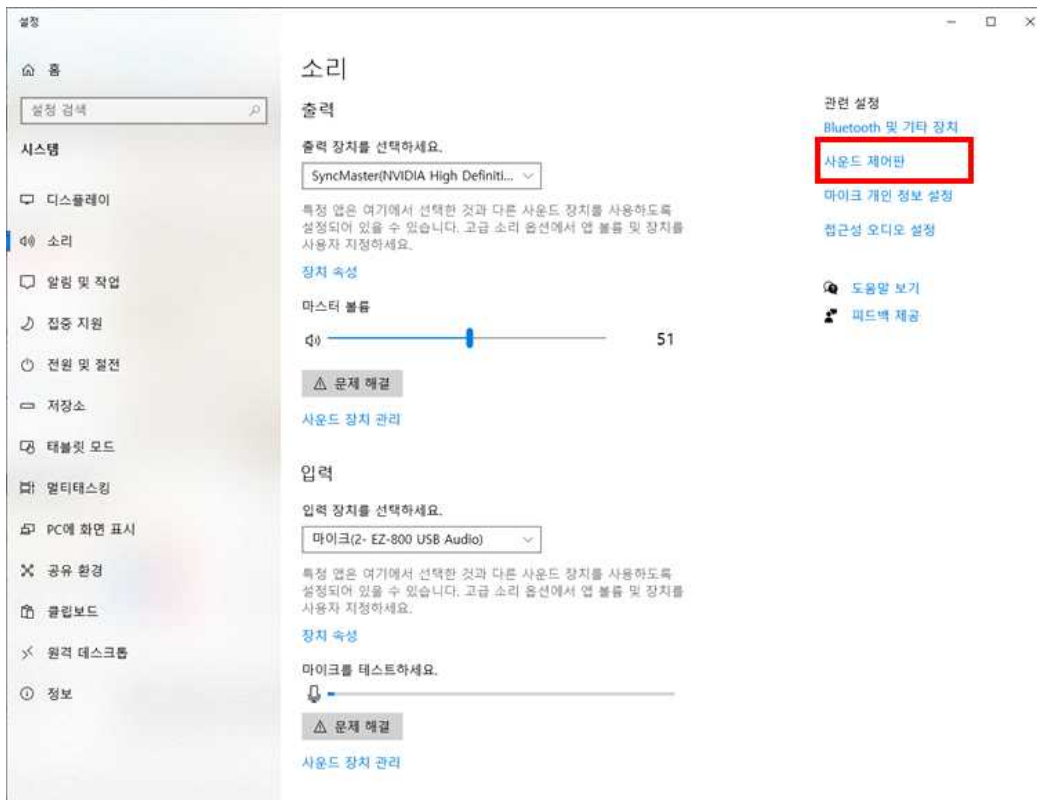 설정
홈
설정 검색
시스템
디스플레이
소리
알림 및 작업
집중 지원
전원 및 절전
저장소
태블릿 모드
멀티태스킹
PC에 화면 표시
공유 환경
클립보드
원격 데스크톱
정보
소리
출력
출력 장치를 선택하세요.
SyncMaster(NVIDIA High Definiti...
특정 앱은 여기에서 선택한 것과 다른 사운드 장치를 사용하도록
설정되어 있을 수 있습니다. 고급 소리 옵션에서 앱 볼륨 및 장치를
사용자 지정하세요.
장치 속성
마스터 볼륨
51
문제 해결
사운드 장치 관리
입력
입력 장치를 선택하세요.
마이크(2- EZ-800 USB Audio)
특정 앱은 여기에서 선택한 것과 다른 사운드 장치를 사용하도록
설정되어 있을 수 있습니다. 고급 소리 옵션에서 앱 볼륨 및 장치를
사용자 지정하세요.
장치 속성
마이크를 테스트하세요.
문제 해결
사운드 장치 관리
관련 설정
Bluetooth 및 기타 장치
사운드 제어판
마이크 개인 정보 설정
접근성 오디오 설정
도움말 보기
피드백 제공